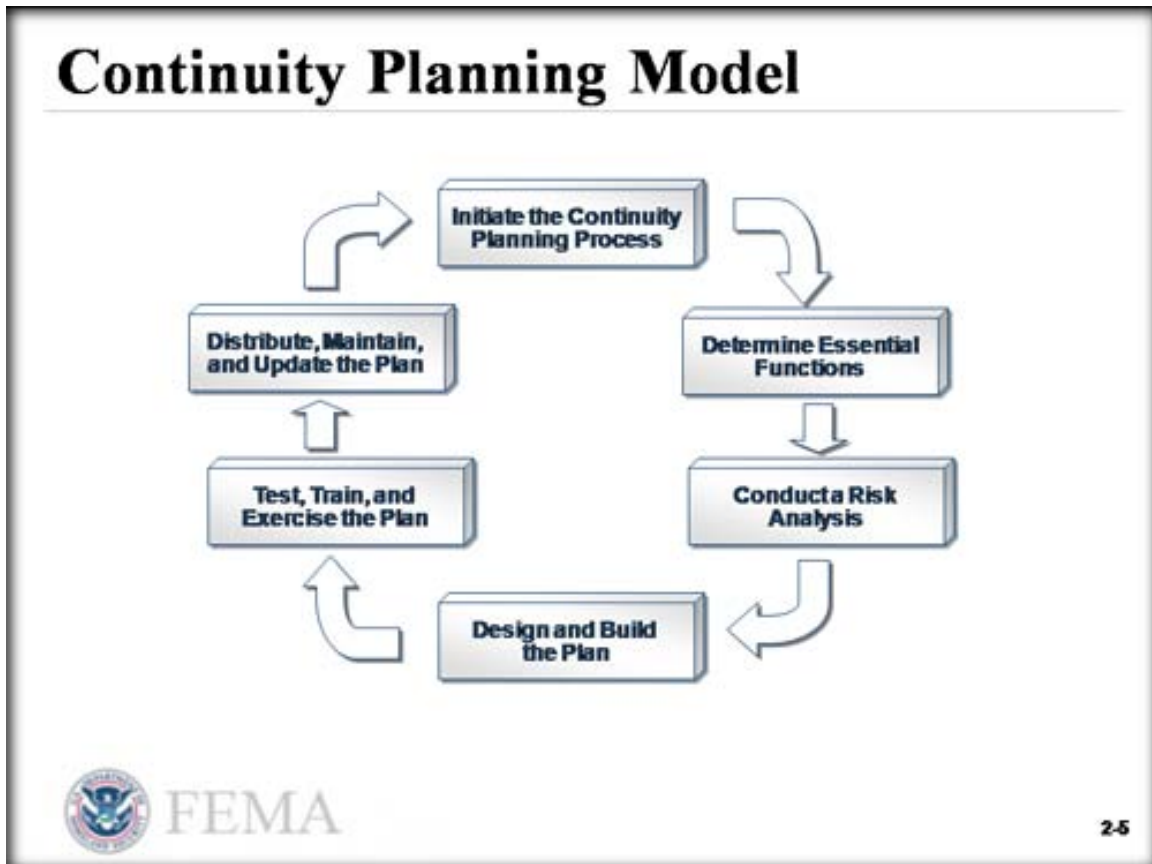 Continuity Planning Model
Initiate the Continuity
Planning Process
Determine Essential
Functions
Conduct a Risk
Analysis
Design and Build
the Plan
Test, Train, and
Exercise the Plan
Distribute, Maintain,
and Update the Plan
FEMA
2-5